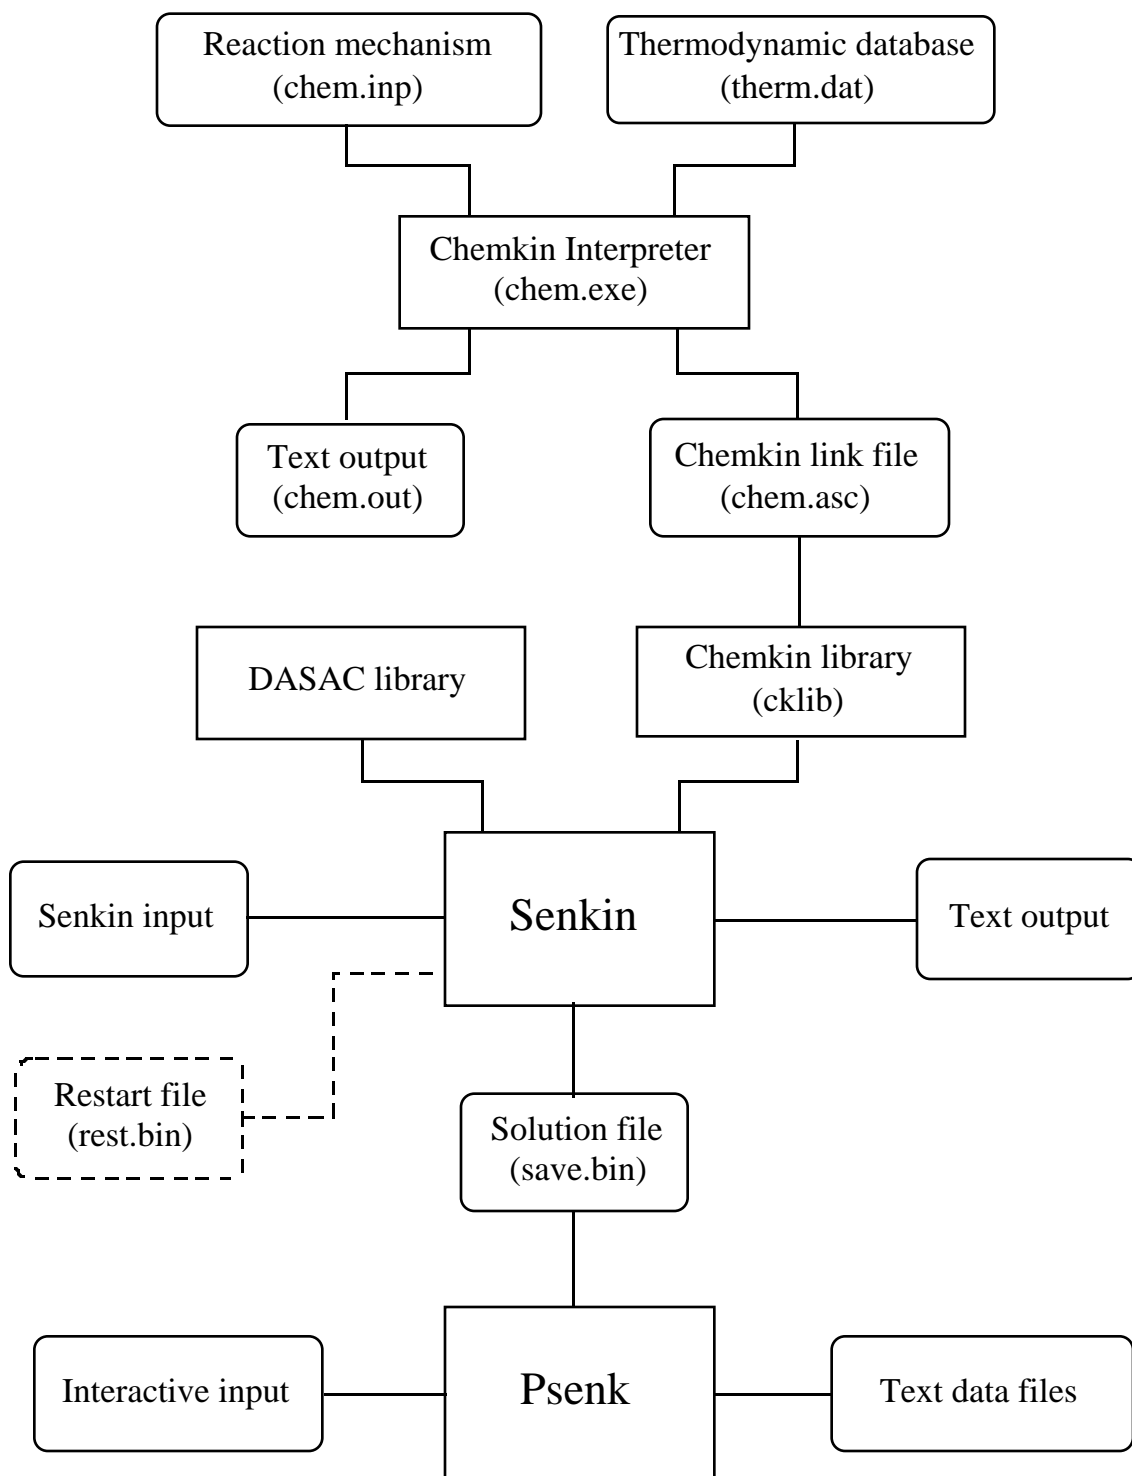 Reaction mechanism
(chem.inp)
Thermodynamic database
(therm.dat)
Chemkin Interpreter
(chem.exe)
Text output
(chem.out)
Chemkin link file
(chem.asc)
DASAC library
Chemkin library
(cklib)
Senkin input
Senkin
Text output
Restart file
(rest.bin)
Solution file
(save.bin)
Interactive input
Psenk
Text data files